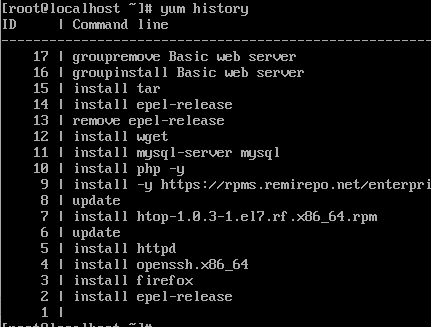 [root@localhost ~]# yum history
ID     | Command line
--------------------------------------------------------
17 | groupremove Basic web server
16 | groupinstall Basic web server
15 | install tar
14 | install epel-release
13 | remove epel-release
12 | install wget
11 | install mysql-server mysql
10 | install php -y
9 | install -y https://rpms.remirepo.net/enterpri
8 | update
7 | install htop-1.0.3-1.el7.rf.x86_64.rpm
6 | update
5 | install httpd
4 | install openssh.x86_64
3 | install firefox
2 | install epel-release
1 |
[root@localhost ~]#